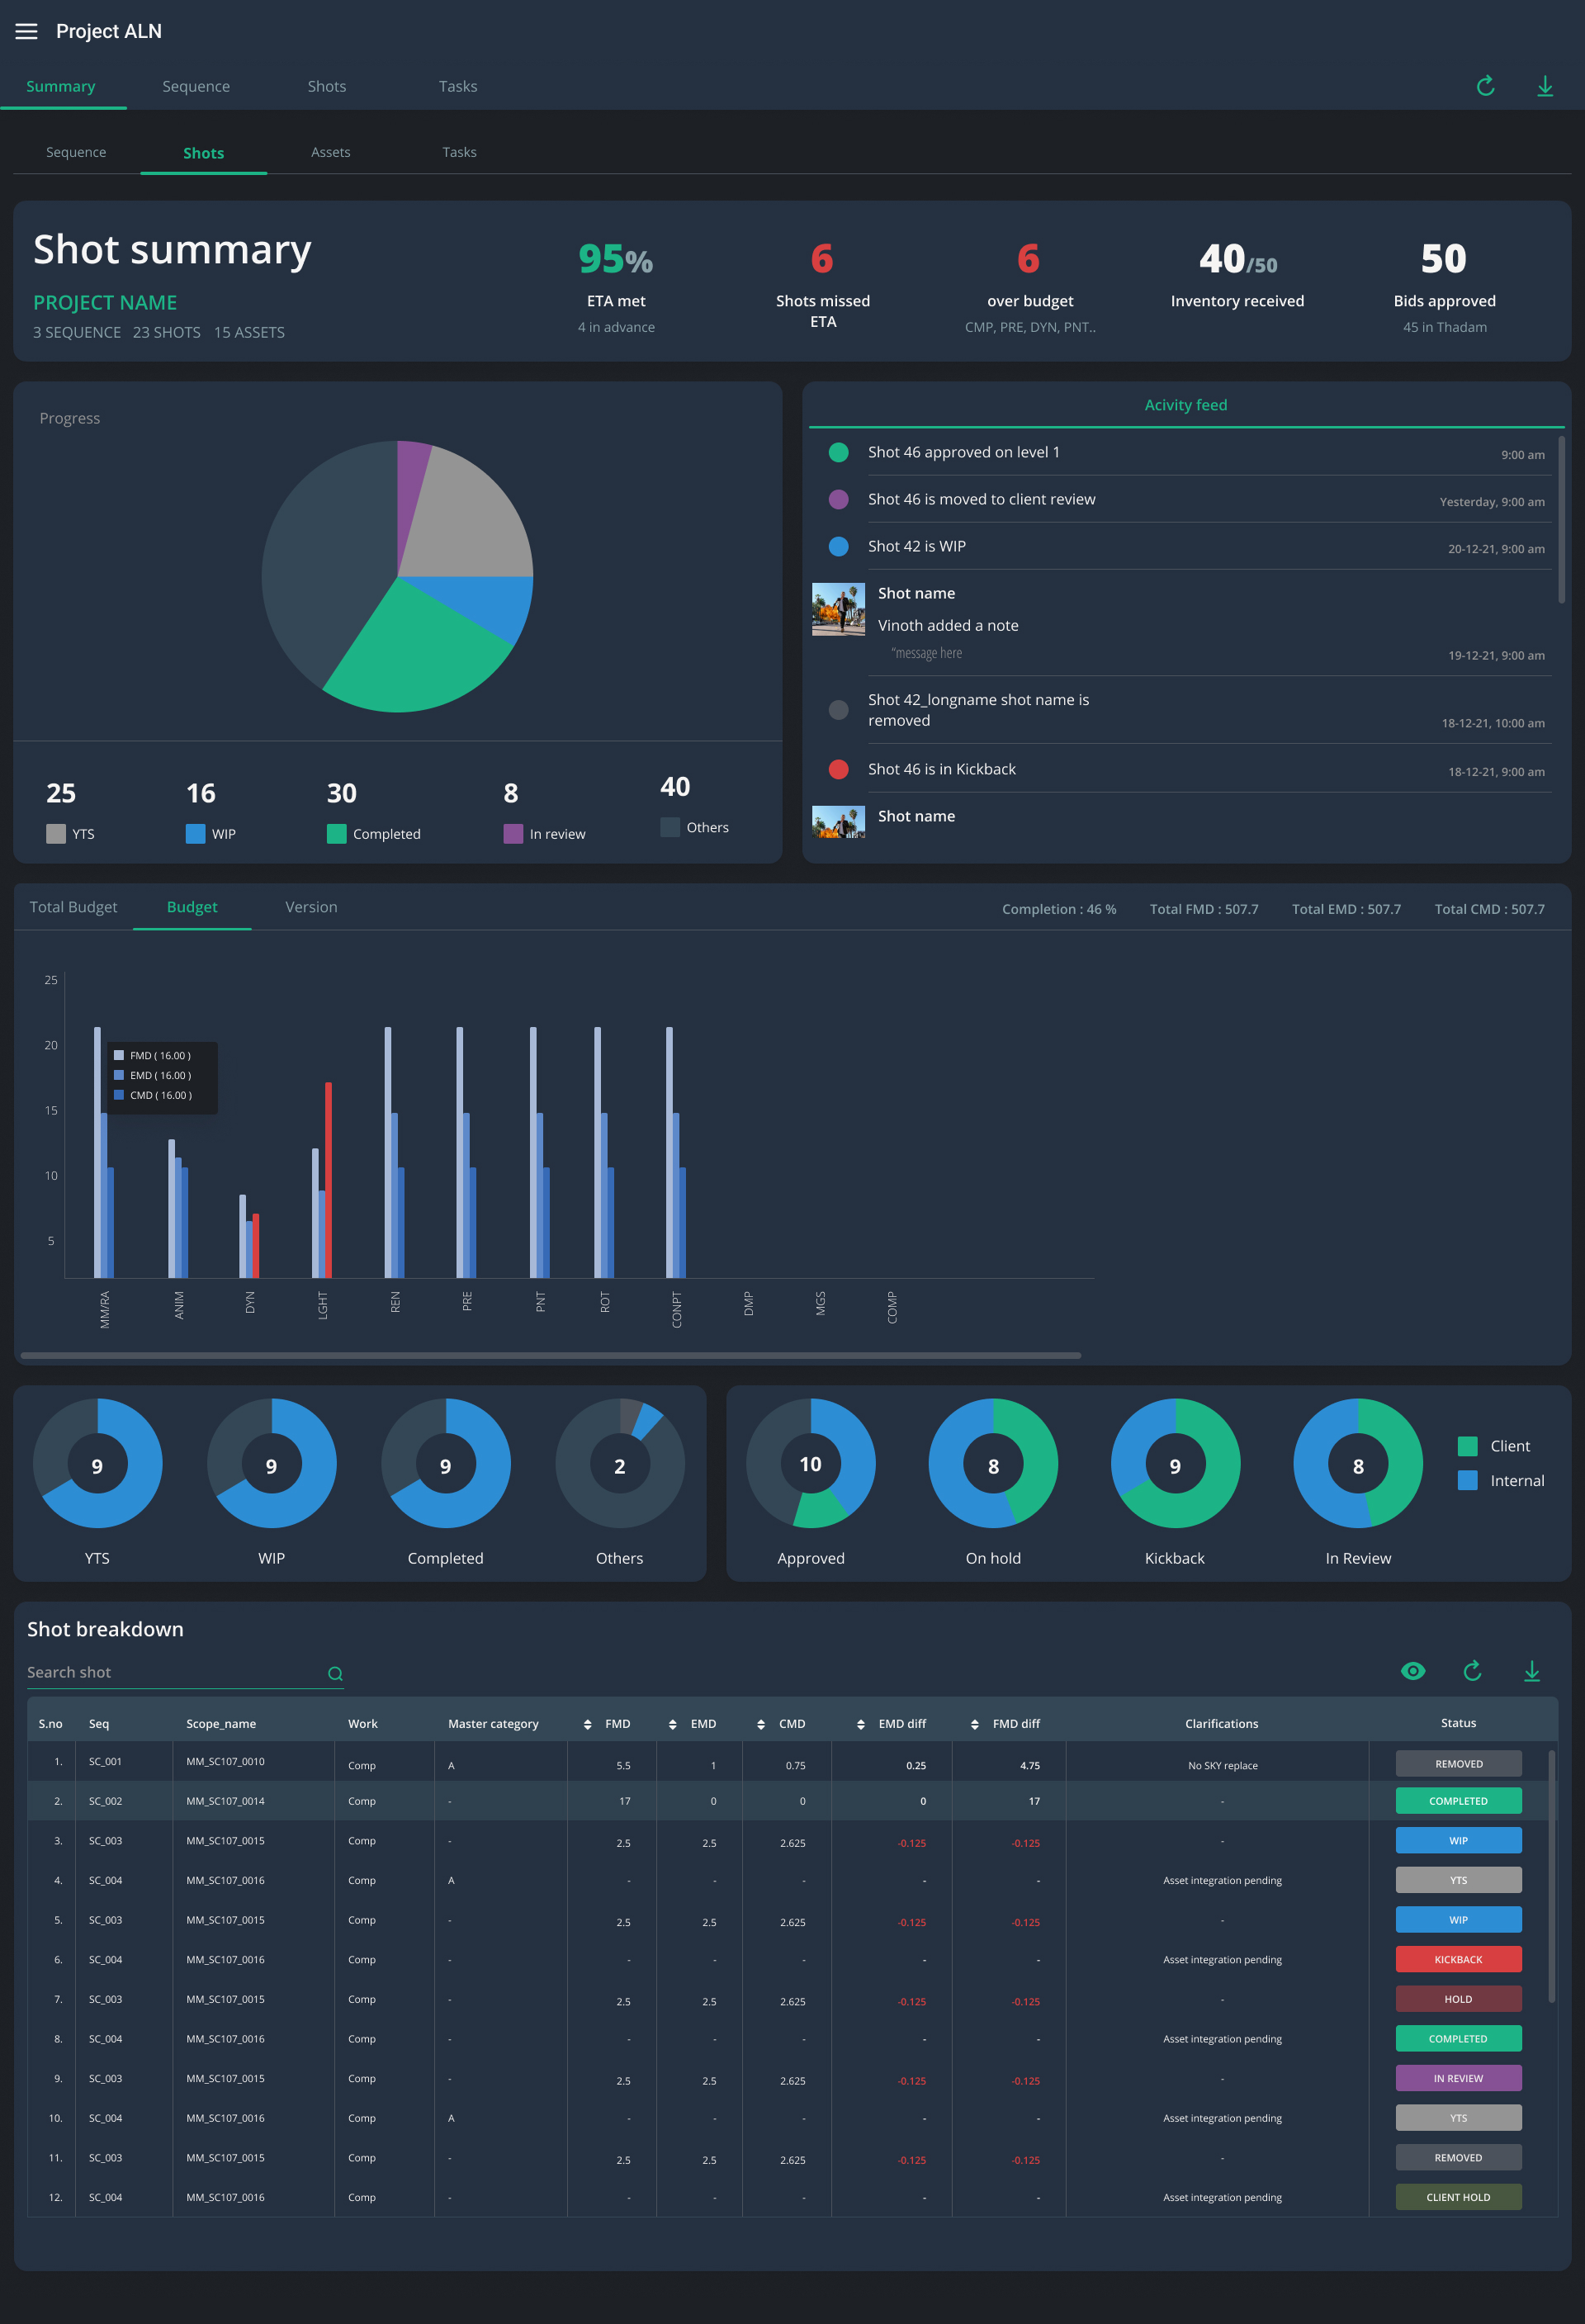 Project ALN
Summary Sequence Shots Tasks
Sequence Shots Assets Tasks
Shot summary
PROJECT NAME
3 SEQUENCE 23 SHOTS 15 ASSETS
95%
ETA met
4 in advance
6
Shots missed
ETA
6
over budget
CMP, PRE, DYN, PNT..
40/50
Inventory received
50
Bids approved
45 in Thadam
Progress
25
YTS
16
WIP
30
Completed
8
In review
40
Others
Acivity feed
Shot 46 approved on level 1 9:00 am
Shot 46 is moved to client review Yesterday, 9:00 am
Shot 42 is WIP 20-12-21, 9:00 am
Shot name
Vinoth added a note
“message here 19-12-21, 9:00 am
Shot 42_longname shot name is
removed 18-12-21, 10:00 am
Shot 46 is in Kickback 18-12-21, 9:00 am
Shot name
Total Budget Budget Version Completion : 46 % Total FMD : 507.7 Total EMD : 507.7 Total CMD : 507.7
25
20
15
10
5
FMD ( 16.00 )
EMD ( 16.00 )
CMD ( 16.00 )
MM/RA ANIM DYN LGHT REN PRE PNT ROT CONPT DMP MGS COMP
9
YTS
9
WIP
9
Completed
2
Others
10
Approved
8
On hold
9
Kickback
8
In Review
Client
Internal
Shot breakdown
Search shot
S.no Seq Scope_name Work Master category FMD EMD CMD EMD diff FMD diff Clarifications Status
1. SC_001 MM_SC107_0010 Comp A 5.5 1 0.75 0.25 4.75 No SKY replace REMOVED
2. SC_002 MM_SC107_0014 Comp - 17 0 0 0 17 - COMPLETED
3. SC_003 MM_SC107_0015 Comp - 2.5 2.5 2.625 -0.125 -0.125 - WIP
4. SC_004 MM_SC107_0016 Comp A - - - - - Asset integration pending YTS
5. SC_003 MM_SC107_0015 Comp - 2.5 2.5 2.625 -0.125 -0.125 - WIP
6. SC_004 MM_SC107_0016 Comp - - - - - - Asset integration pending KICKBACK
7. SC_003 MM_SC107_0015 Comp - 2.5 2.5 2.625 -0.125 -0.125 - HOLD
8. SC_004 MM_SC107_0016 Comp - - - - - - Asset integration pending COMPLETED
9. SC_003 MM_SC107_0015 Comp - 2.5 2.5 2.625 -0.125 -0.125 - IN REVIEW
10. SC_004 MM_SC107_0016 Comp A - - - - - Asset integration pending YTS
11. SC_003 MM_SC107_0015 Comp - 2.5 2.5 2.625 -0.125 -0.125 - REMOVED
12. SC_004 MM_SC107_0016 Comp - - - - - - Asset integration pending CLIENT HOLD